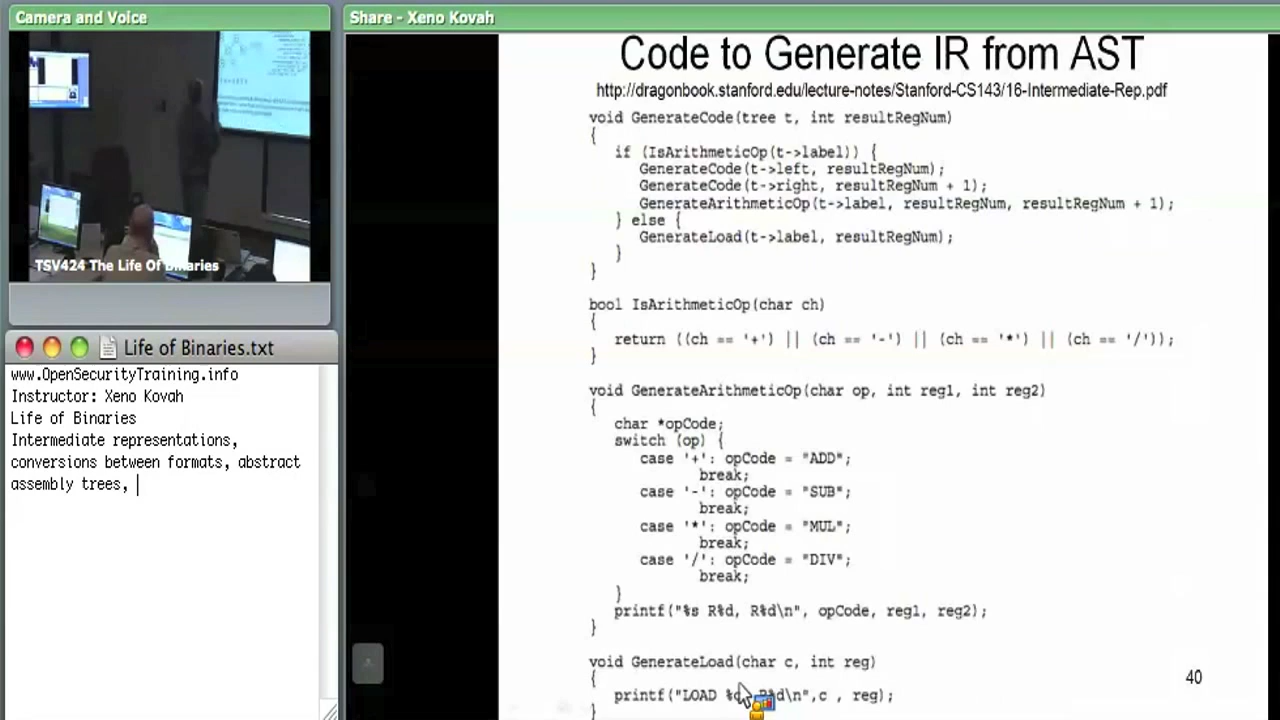 Camera and Voice
TSV424 The Life Of Binaries
Life of Binaries.txt
www.OpenSecurityTraining.info
Instructor: Xeno Kovah
Life of Binaries
Intermediate representations,
conversions between formats, abstract
assembly trees,
Share - Xeno Kovah
Code to Generate IR from AST
http://dragonbook.stanford.edu/lecture-notes/Stanford-CS143/16-Intermediate-Rep.pdf
void GenerateCode(tree t, int resultRegNum)
{
if (IsArithmeticOp(t->label)) {
GenerateCode(t->left, resultRegNum);
GenerateCode(t->right, resultRegNum + 1);
GenerateArithmeticOp(t->label, resultRegNum, resultRegNum + 1);
} else {
GenerateLoad(t->label, resultRegNum);
}
}
bool IsArithmeticOp(char ch)
{
return ((ch == '+') || (ch == '-') || (ch == '*') || (ch == '/'));
}
void GenerateArithmeticOp(char op, int reg1, int reg2)
{
char *opCode;
switch (op) {
case '+': opCode = "ADD";
break;
case '-': opCode = "SUB";
break;
case '*': opCode = "MUL";
break;
case '/': opCode = "DIV";
break;
}
printf("%s R%d, R%d\n", opCode, reg1, reg2);
}
void GenerateLoad(char c, int reg)
{
printf("LOAD R%d\n",c , reg);
}
40